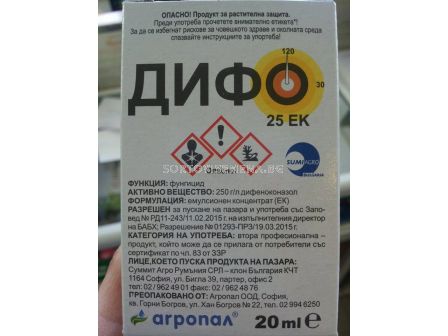 ОПАСНО! Продукт за растителна защита.
Преди употреба прочетете внимателно етикета"!
За да се избегнат рискове за човешкото здраве и околната среда
спазвайте инструкциите за употреба!
ДИФО
120
30
25 ЕК
SUMMIT AGRO
BULGARIA
ФУНКЦИЯ: фунгицид
АКТИВНО ВЕЩЕСТВО: 250 г/л дифеноконазол
ФОРМУЛАЦИЯ: емулсионен концентрат (ЕК)
РАЗРЕШЕН за пускане на пазара и употреба със Запо-
вед № РД11-243/11.02.2015 г. на изпълнителния директор
на БАБХ; Разрешение № 01293-ПРЗ/19.03.2015 г.
КАТЕГОРИЯ НА УПОТРЕБА: втора професионална –
продукт, който може да се прилага от потребители със
сертификат по чл. 83 от ЗЗР
ЛИЦЕ, КОЕТО ПУСКА ПРОДУКТА НА ПАЗАРА:
Суммит Агро Румъния СРЛ – клон България КЧТ
1164 София, ул. Бигла 39, партер, офис 2
тел: 02 / 962 49 01 факс: 02 / 962 48 76
ПРЕОПАКОВАНО ОТ: Агропал ООД, София,
кв. Горни Богров, ул. Хан Богров № 22, тел. 02 994 6250
агропал®
20 ml e